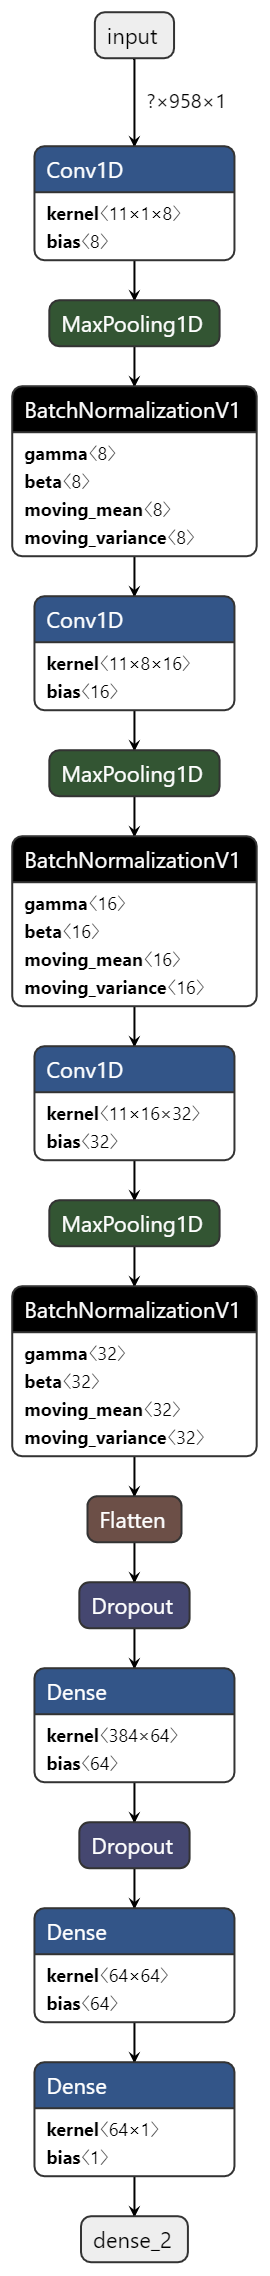 input
?×958×1
Conv1D
kernel〈11×1×8〉
bias〈8〉
MaxPooling1D
BatchNormalizationV1
gamma〈8〉
beta〈8〉
moving_mean〈8〉
moving_variance〈8〉
Conv1D
kernel〈11×8×16〉
bias〈16〉
MaxPooling1D
BatchNormalizationV1
gamma〈16〉
beta〈16〉
moving_mean〈16〉
moving_variance〈16〉
Conv1D
kernel〈11×16×32〉
bias〈32〉
MaxPooling1D
BatchNormalizationV1
gamma〈32〉
beta〈32〉
moving_mean〈32〉
moving_variance〈32〉
Flatten
Dropout
Dense
kernel〈384×64〉
bias〈64〉
Dropout
Dense
kernel〈64×64〉
bias〈64〉
Dense
kernel〈64×1〉
bias〈1〉
dense_2